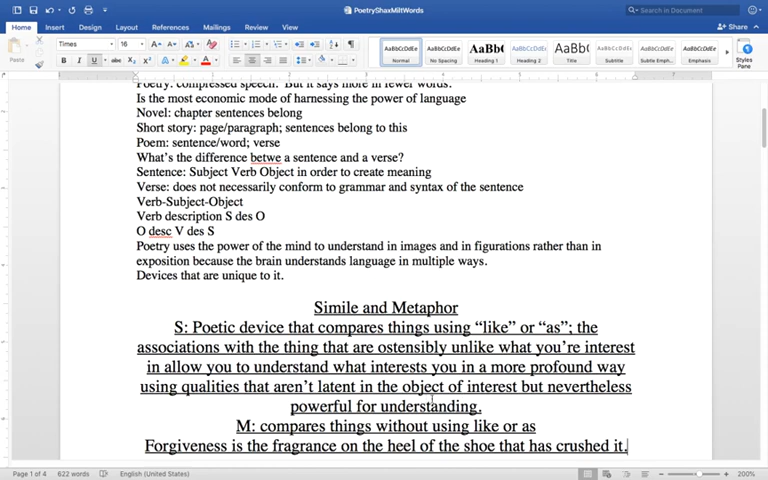 PoetryShaxMiltWords
Search in Document
Home Insert Design Layout References Mailings Review View
Share
Paste
Times 16
AaBbCcDdEe AaBbCcDdEe AaBbC AaBbCcDdEe AaBb AaBbCcDdEe AaBbCcDdEe AaBbCcDdEe
Normal No Spacing Heading 1 Heading 2 Title Subtitle Subtle Emph... Emphasis
Styles
Pane
Poetry: compressed speech. But it says more in fewer words.
Is the most economic mode of harnessing the power of language
Novel: chapter sentences belong
Short story: page/paragraph; sentences belong to this
Poem: sentence/word; verse
What's the difference betwe a sentence and a verse?
Sentence: Subject Verb Object in order to create meaning
Verse: does not necessarily conform to grammar and syntax of the sentence
Verb-Subject-Object
Verb description S des O
O desc V des S
Poetry uses the power of the mind to understand in images and in figurations rather than in
exposition because the brain understands language in multiple ways.
Devices that are unique to it.
Simile and Metaphor
S: Poetic device that compares things using “like” or “as”; the
associations with the thing that are ostensibly unlike what you're interest
in allow you to understand what interests you in a more profound way
using qualities that aren't latent in the object of interest but nevertheless
powerful for understanding.
M: compares things without using like or as
Forgiveness is the fragrance on the heel of the shoe that has crushed it.
Page 1 of 4 622 words English (United States) 200%